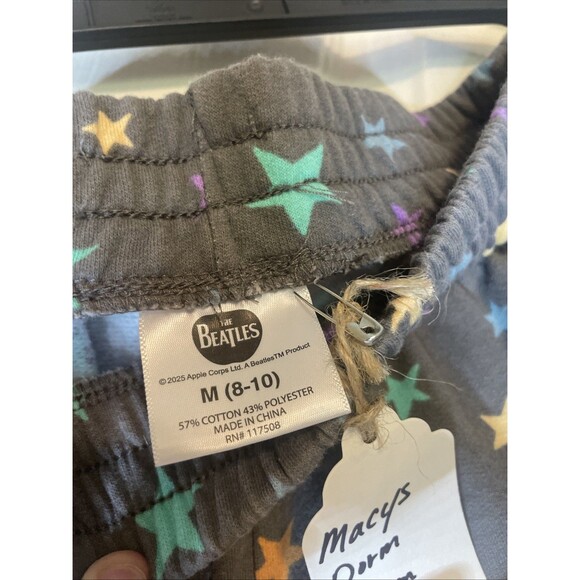 THE
BEATLES
© 2025 Apple Corps Ltd. A Beatles™ Product
M (8-10)
57% COTTON 43% POLYESTER
MADE IN CHINA
RN# 117508
Macys
Dorm